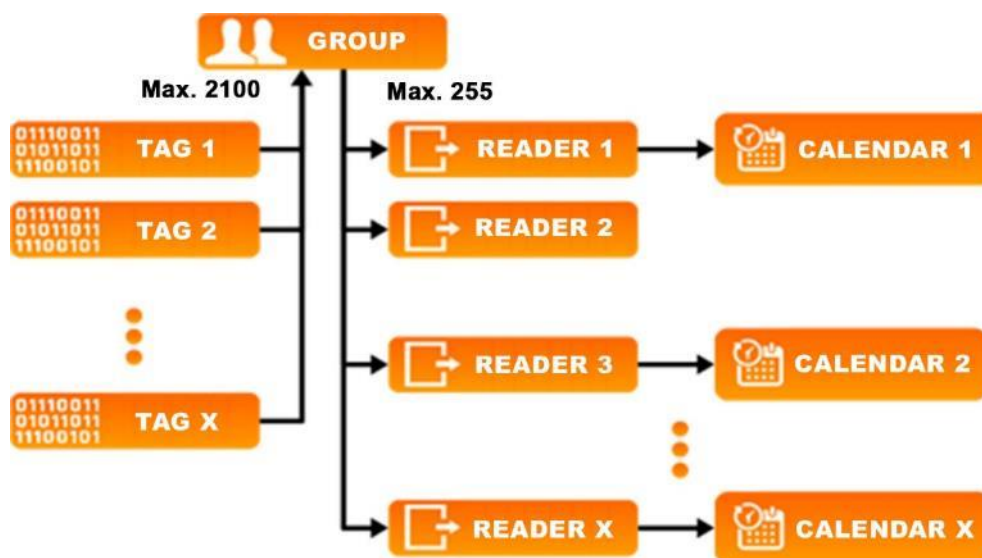 GROUP
Max. 2100
Max. 255
01110011
01011011
11100101
TAG 1
READER 1
CALENDAR 1
01110011
01011011
11100101
TAG 2
READER 2
READER 3
CALENDAR 2
01110011
01011011
11100101
TAG X
READER X
CALENDAR X